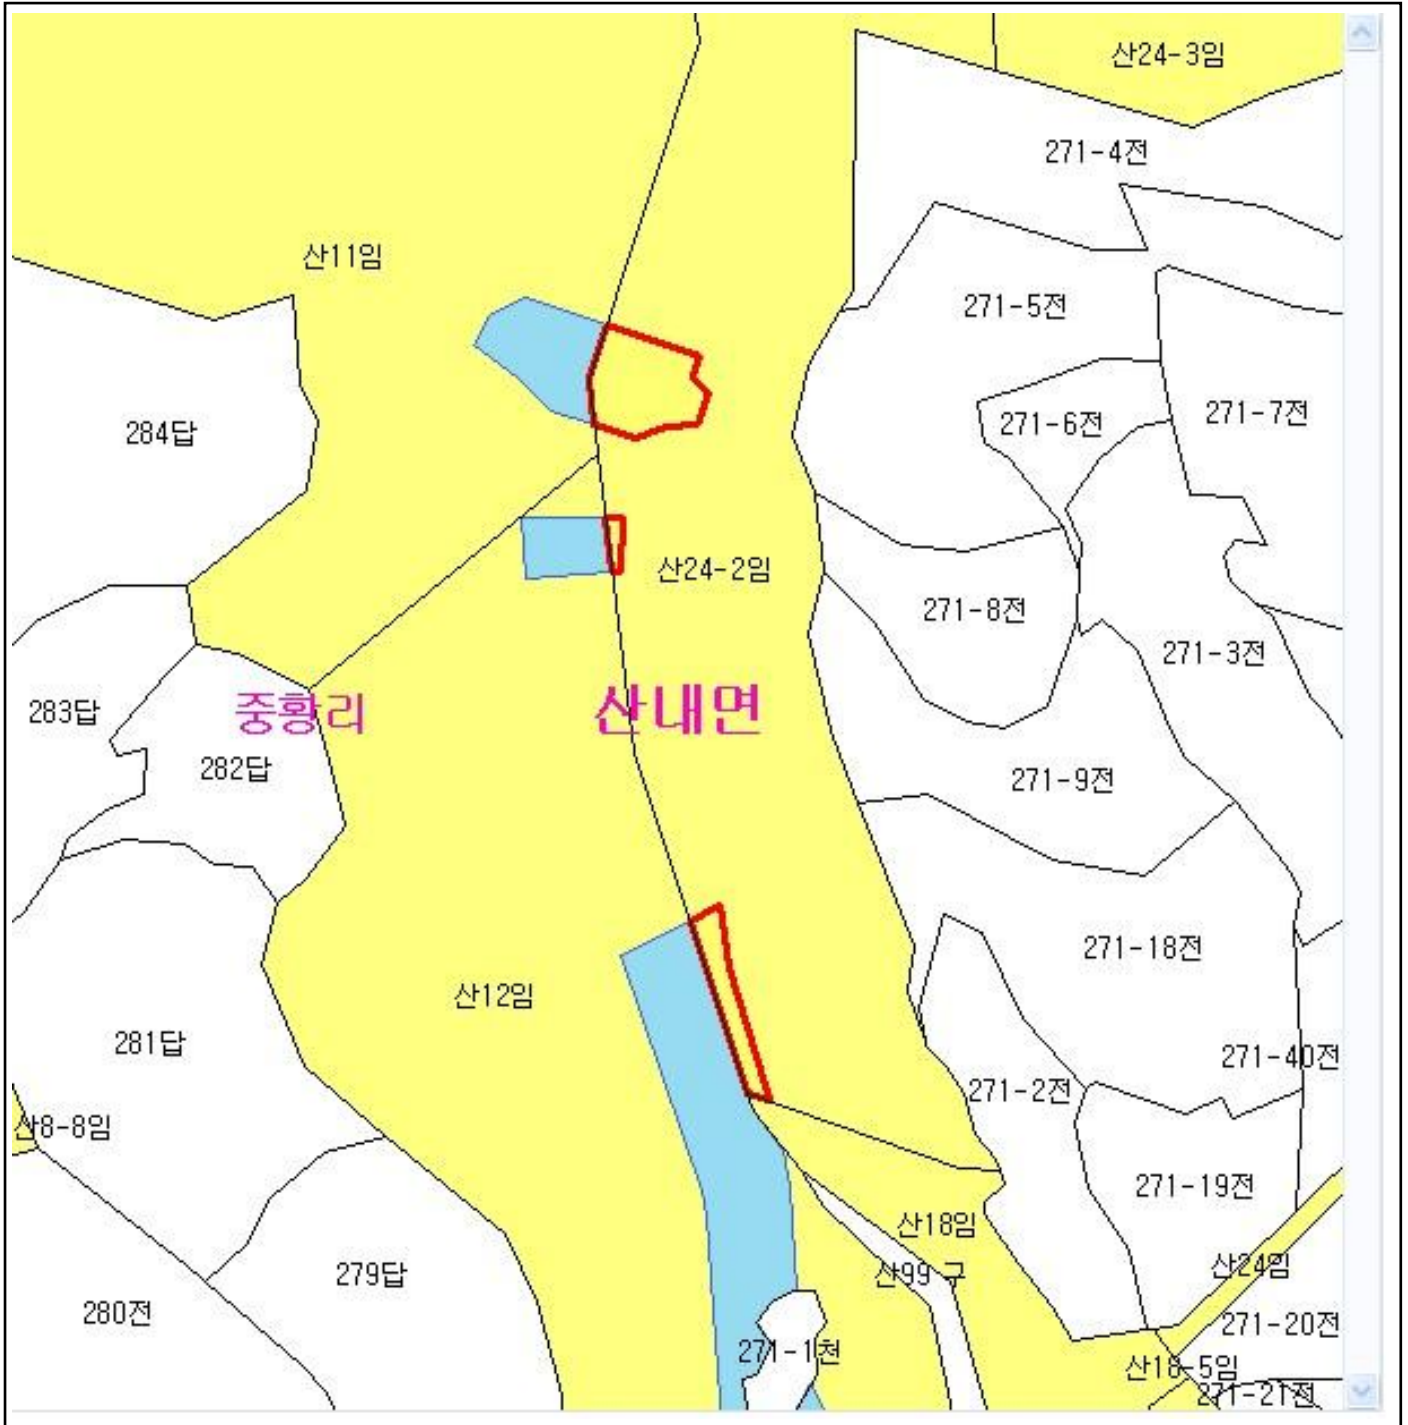 산24-3임
271-4전
산11임
271-5전
271-7전
271-6전
284답
산24-2임
271-8전
271-3전
283답
중황리
산내면
282답
271-9전
271-18전
산12임
281답
271-40전
271-2전
산8-8임
271-19전
산18임
산24임
279답
산99 구
280전
271-20전
271-1천
산18-5임
271-21전